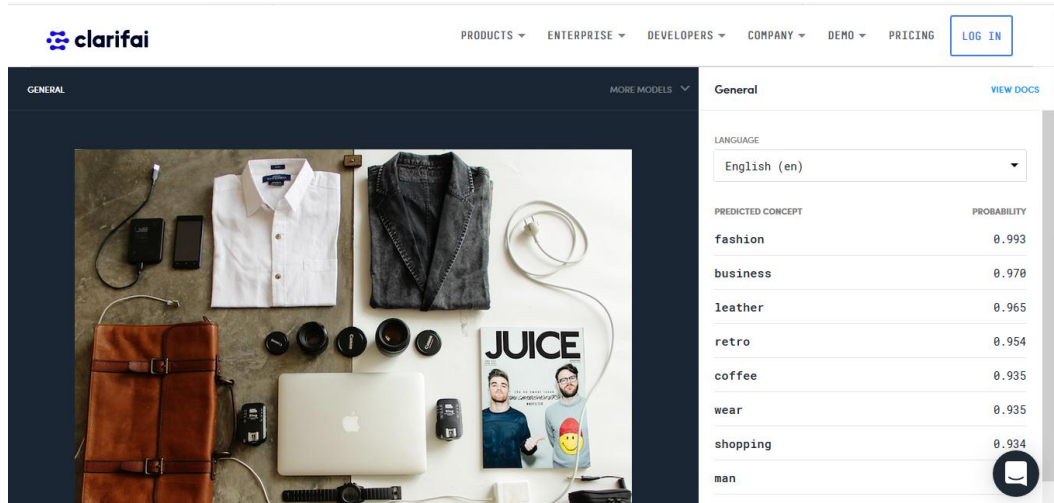 clarifai
PRODUCTS ENTERPRISE DEVELOPERS COMPANY DEMO PRICING LOG IN
GENERAL MORE MODELS General VIEW DOCS
LANGUAGE
English (en)
PREDICTED CONCEPT PROBABILITY
fashion 0.993
business 0.970
leather 0.965
retro 0.954
coffee 0.935
wear 0.935
shopping 0.934
man
JUICE